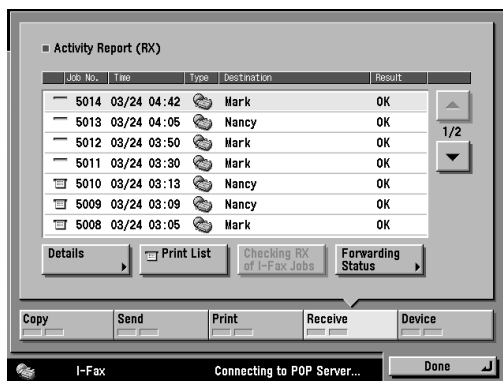 Activity Report (RX)
Job No. Time Type Destination Result
5014 03/24 04:42 Mark OK
5013 03/24 04:05 Nancy OK
5012 03/24 03:50 Mark OK
5011 03/24 03:30 Mark OK
5010 03/24 03:13 Nancy OK
5009 03/24 03:09 Nancy OK
5008 03/24 03:05 Mark OK
1/2
Details Print List Checking RX of I-Fax Jobs Forwarding Status
Copy Send Print Receive Device
I-Fax Connecting to POP Server... Done